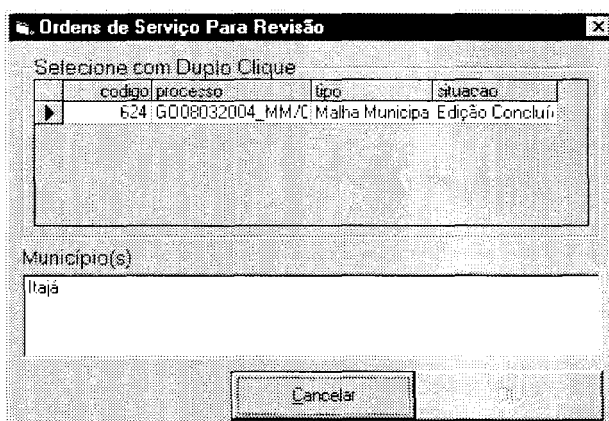 Ordens de Serviço Para Revisão
Selecione com Duplo Clique
codigo processo tipo situacao
624 GO08032004_MM/C Malha Municipa Edição Concluí
Município(s)
Itajá
Cancelar